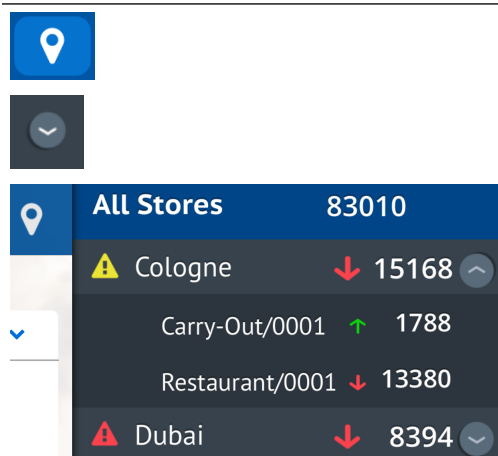 All Stores 83010
Cologne 15168
Carry-Out/0001 1788
Restaurant/0001 13380
Dubai 8394